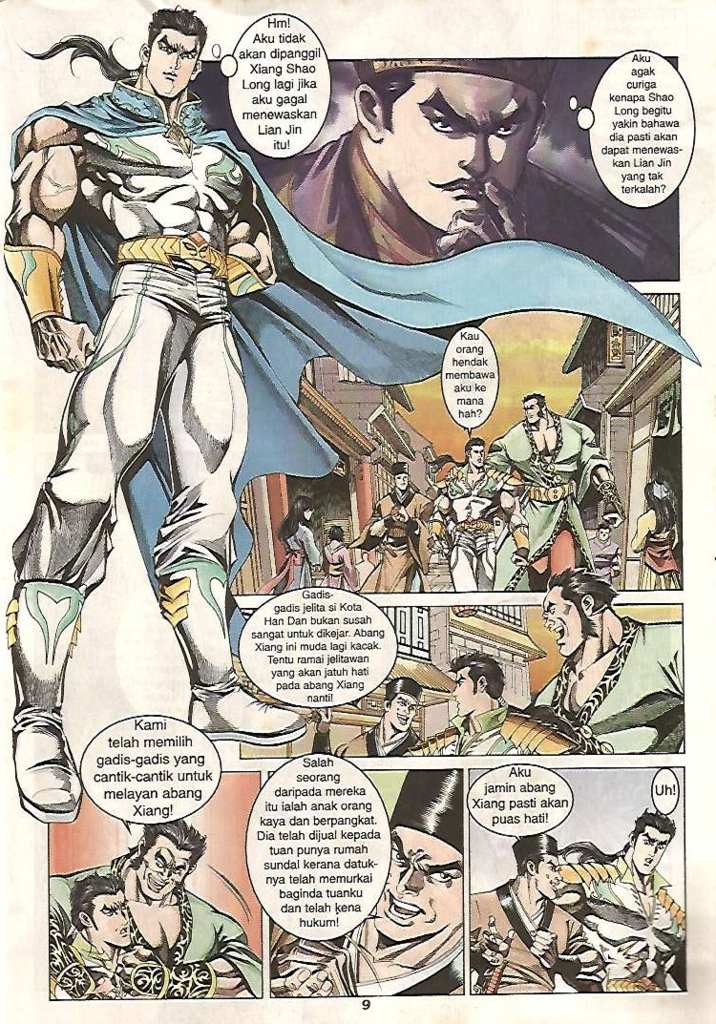 Hm!
Aku tidak
akan dipanggil
Xiang Shao
Long lagi jika
aku gagal
menewaskan
Lian Jin
itu!
Aku
agak
curiga
kenapa Shao
Long begitu
yakin bahawa
dia pasti akan
dapat menewas-
kan Lian Jin
yang tak
terkalah?
Kau
orang
hendak
membawa
aku ke
mana
hah?
Gadis-
gadis jelita si Kota
Han Dan bukan susah
sangat untuk dikejar. Abang
Xiang ini muda lagi kacak.
Tentu ramai jelitawan
yang akan jatuh hati
pada abang Xiang
nanti!
Kami
telah memilih
gadis-gadis yang
cantik-cantik untuk
melayan abang
Xiang!
Salah
seorang
daripada mereka
itu ialah anak orang
kaya dan berpangkat.
Dia telah dijual kepada
tuan punya rumah
sundal kerana datuk-
nya telah memurkai
baginda tuanku
dan telah kena
hukum!
Aku
jamin abang
Xiang pasti akan
puas hati!
Uh!
9